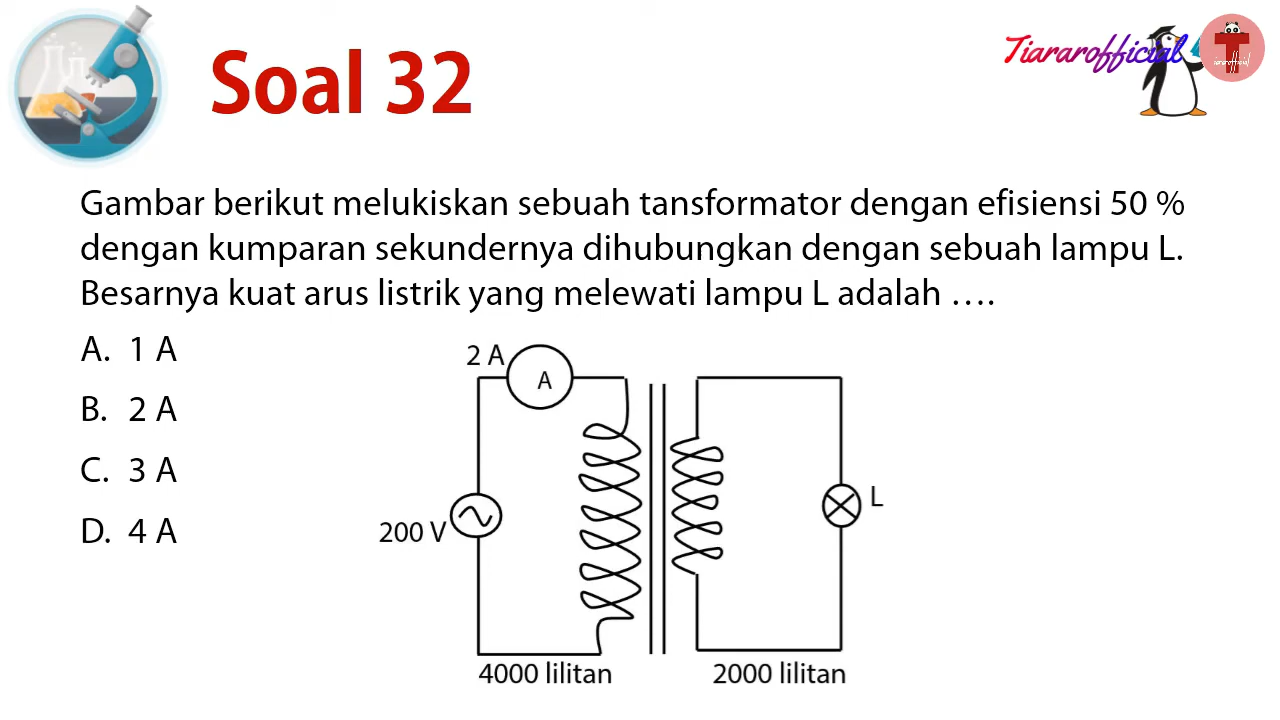 Soal 32
Tiararofficial
T
tiararofficial
Gambar berikut melukiskan sebuah tansformator dengan efisiensi 50 %
dengan kumparan sekundernya dihubungkan dengan sebuah lampu L.
Besarnya kuat arus listrik yang melewati lampu L adalah ….
A. 1 A
B. 2 A
C. 3 A
D. 4 A
2 A
A
200 V
L
4000 lilitan
2000 lilitan